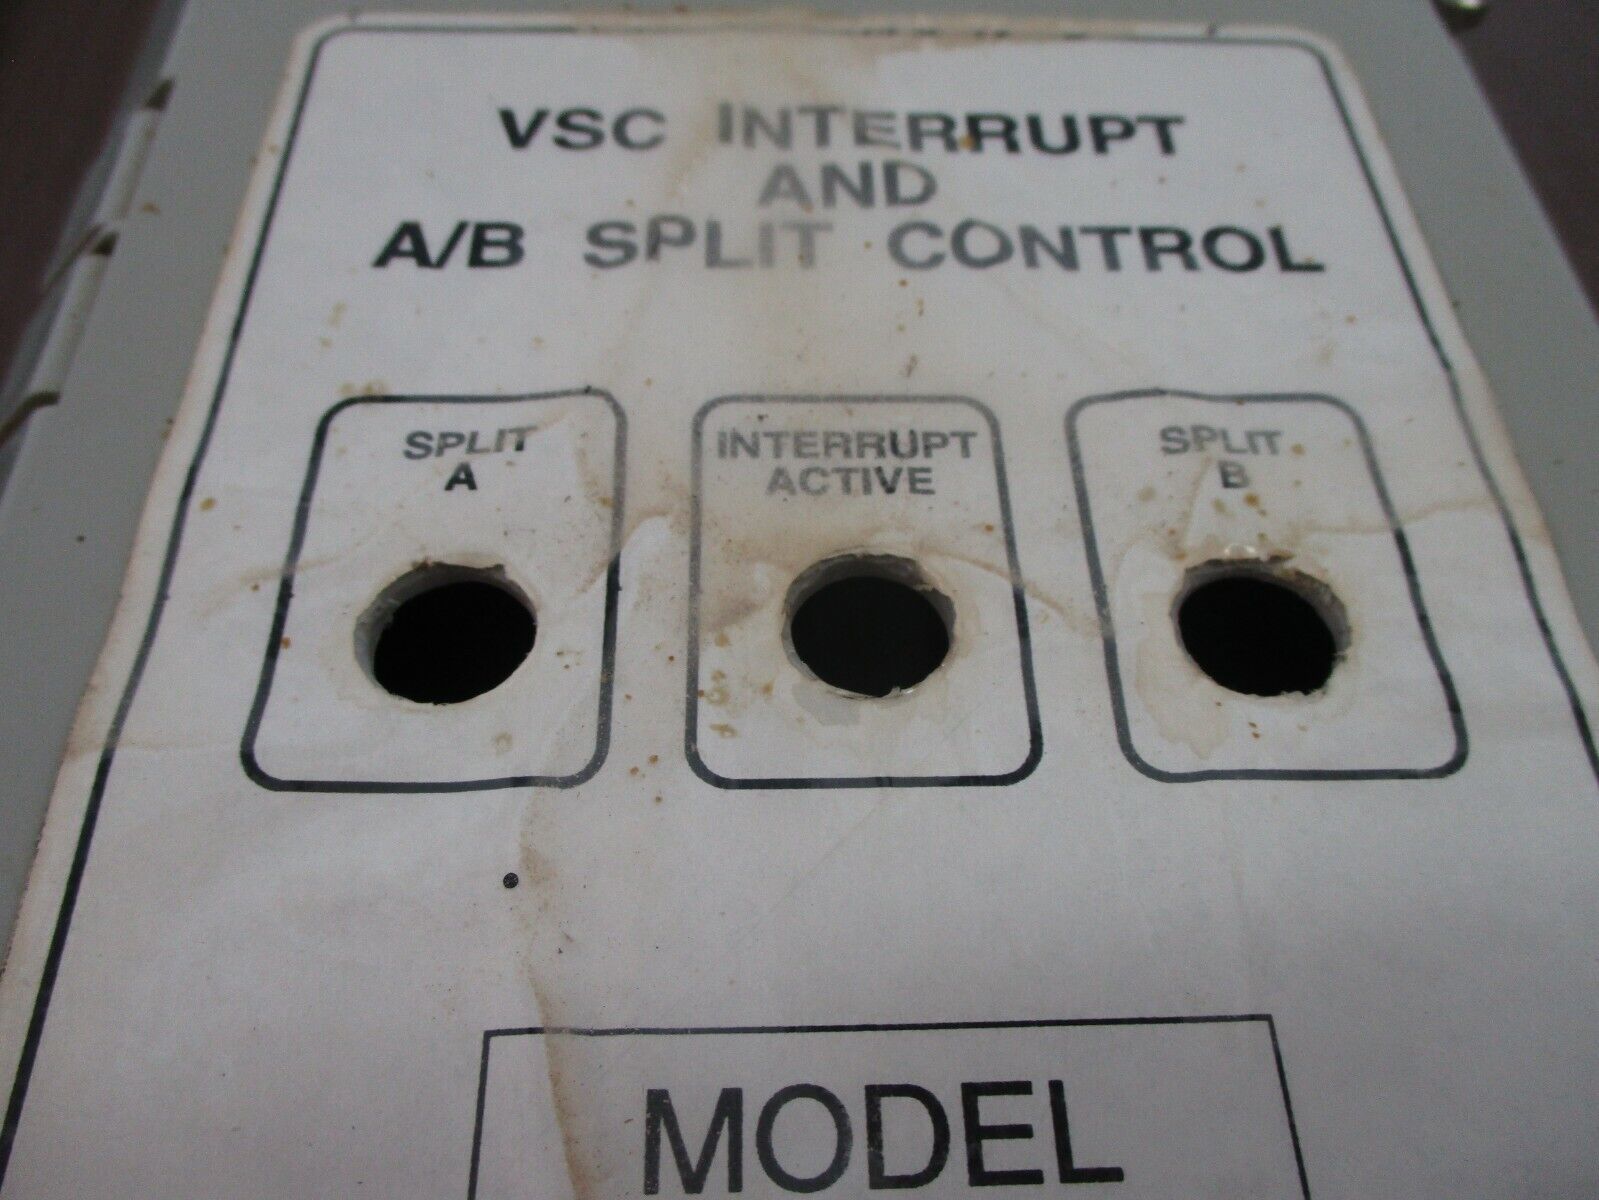 VSC INTERRUPT
AND
A/B SPLIT CONTROL
SPLIT
A
INTERRUPT
ACTIVE
SPLIT
B
MODEL